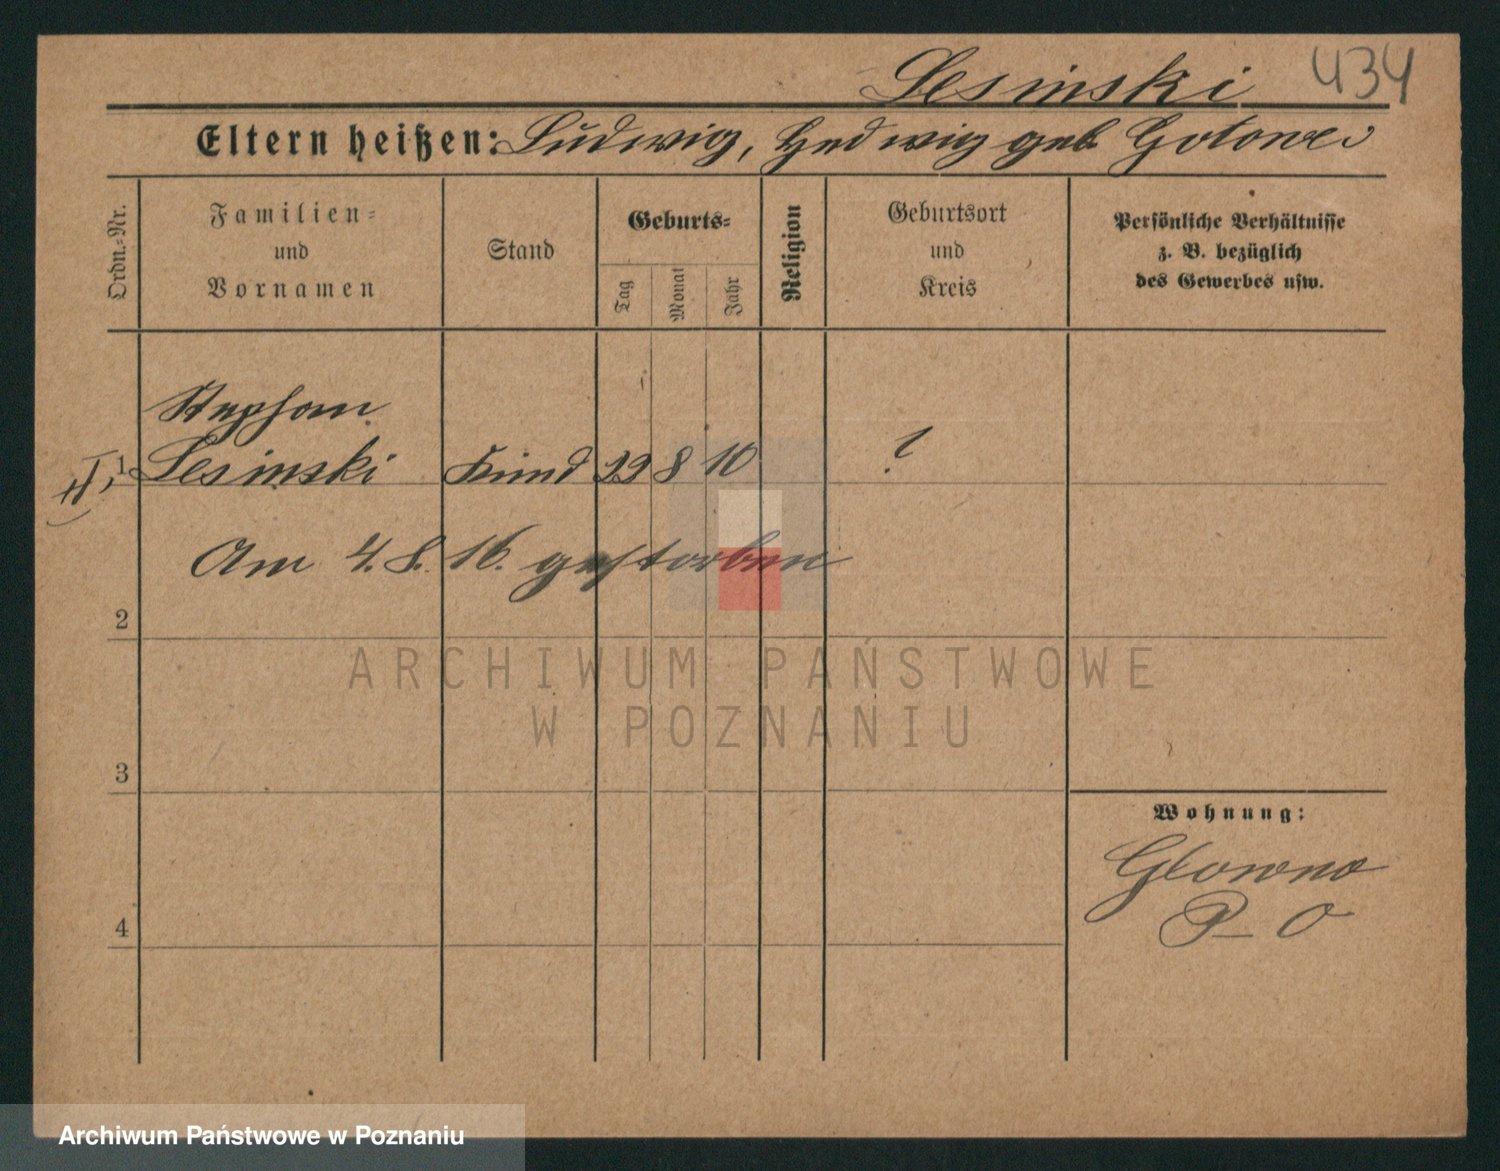 Lesinski 434
Eltern heißen: Ludwig, Hedwig geb
Ordn.-Nr.
Familien-
und
Vornamen
Stand
Geburts-
Tag
Monat
Jahr
Religion
Geburtsort
und
Kreis
Persönliche Verhältnisse
z. B. bezüglich
des Gewerbes usw.
Stephan
1 Lesinski Kind 22 8 10 ?
Am 4. 8. 16. gestorben
2
ARCHIWUM PAŃSTWOWE
W POZNANIU
3
Wohnung:
Glowno
P-O
4
Archiwum Państwowe w Poznaniu